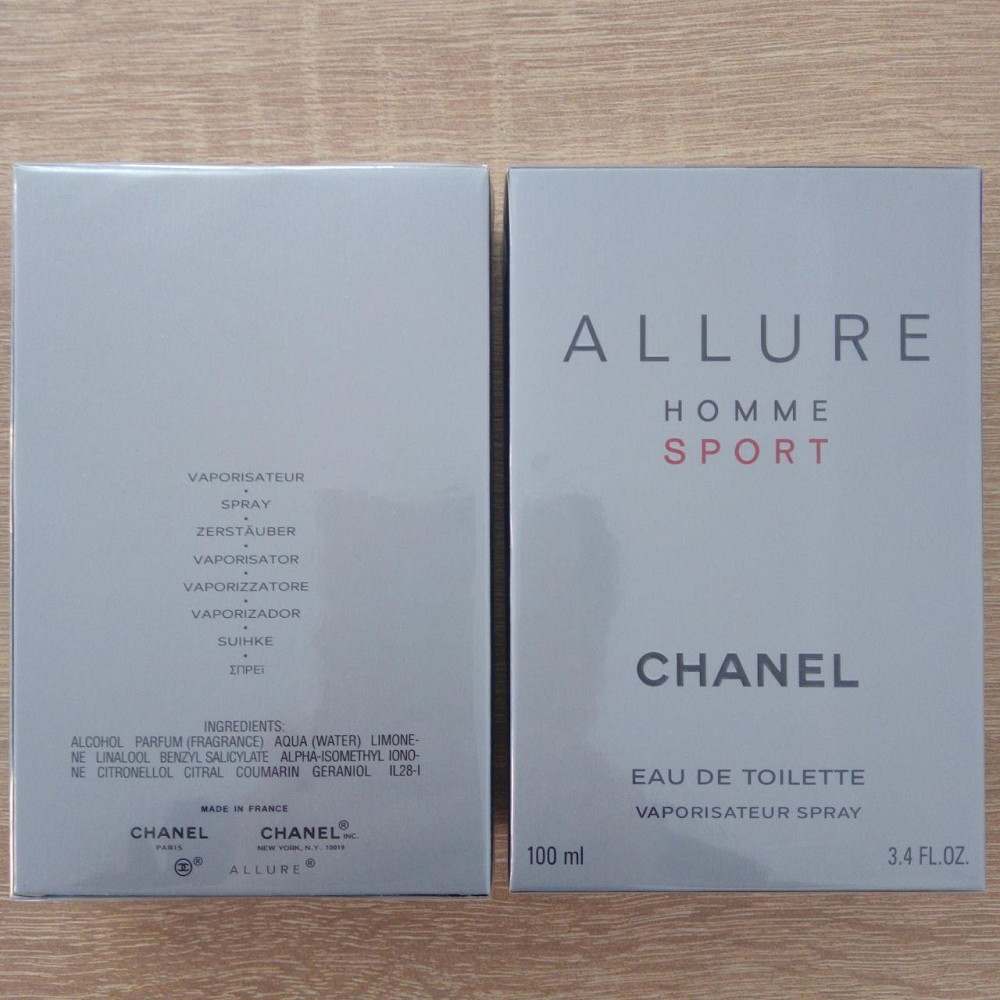 VAPORISATEUR
SPRAY
ZERSTÄUBER
VAPORISATOR
VAPORIZZATORE
VAPORIZADOR
SUIHKE
ΣΠΡΕΪ
INGREDIENTS:
ALCOHOL PARFUM (FRAGRANCE) AQUA (WATER) LIMONE-
NE LINALOOL BENZYL SALICYLATE ALPHA-ISOMETHYL IONO-
NE CITRONELLOL CITRAL COUMARIN GERANIOL IL28-I
MADE IN FRANCE
CHANEL CHANEL® INC.
PARIS NEW YORK, N.Y. 10019
® ALLURE®
ALLURE
HOMME
SPORT
CHANEL
EAU DE TOILETTE
VAPORISATEUR SPRAY
100 ml 3.4 FL.OZ.